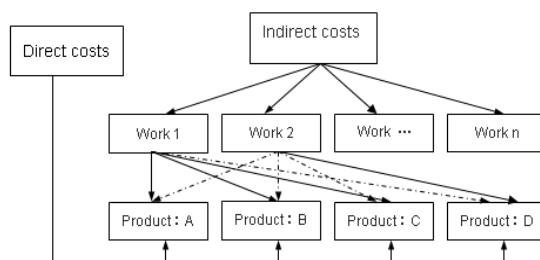 Direct costs
Indirect costs
Work 1
Work 2
Work …
Work n
Product：A
Product：B
Product：C
Product：D